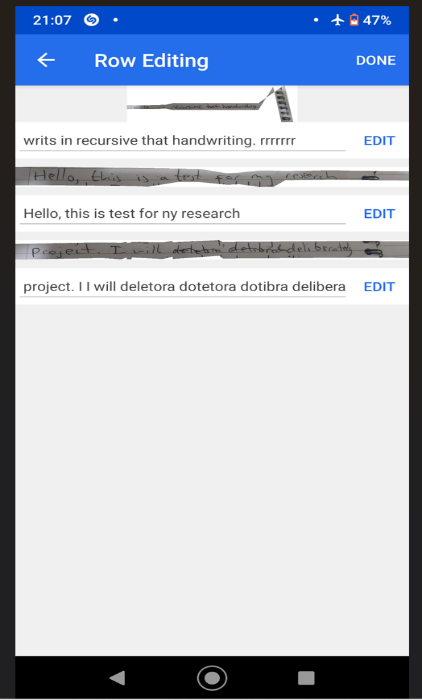 21:07 47%
Row Editing DONE
writs in recursive that handwriting. rrrrrrr EDIT
Hello, this is a test for my research
Hello, this is test for ny research EDIT
project. I will deliberately
project. I I will deletora dotetora dotibra delibera EDIT